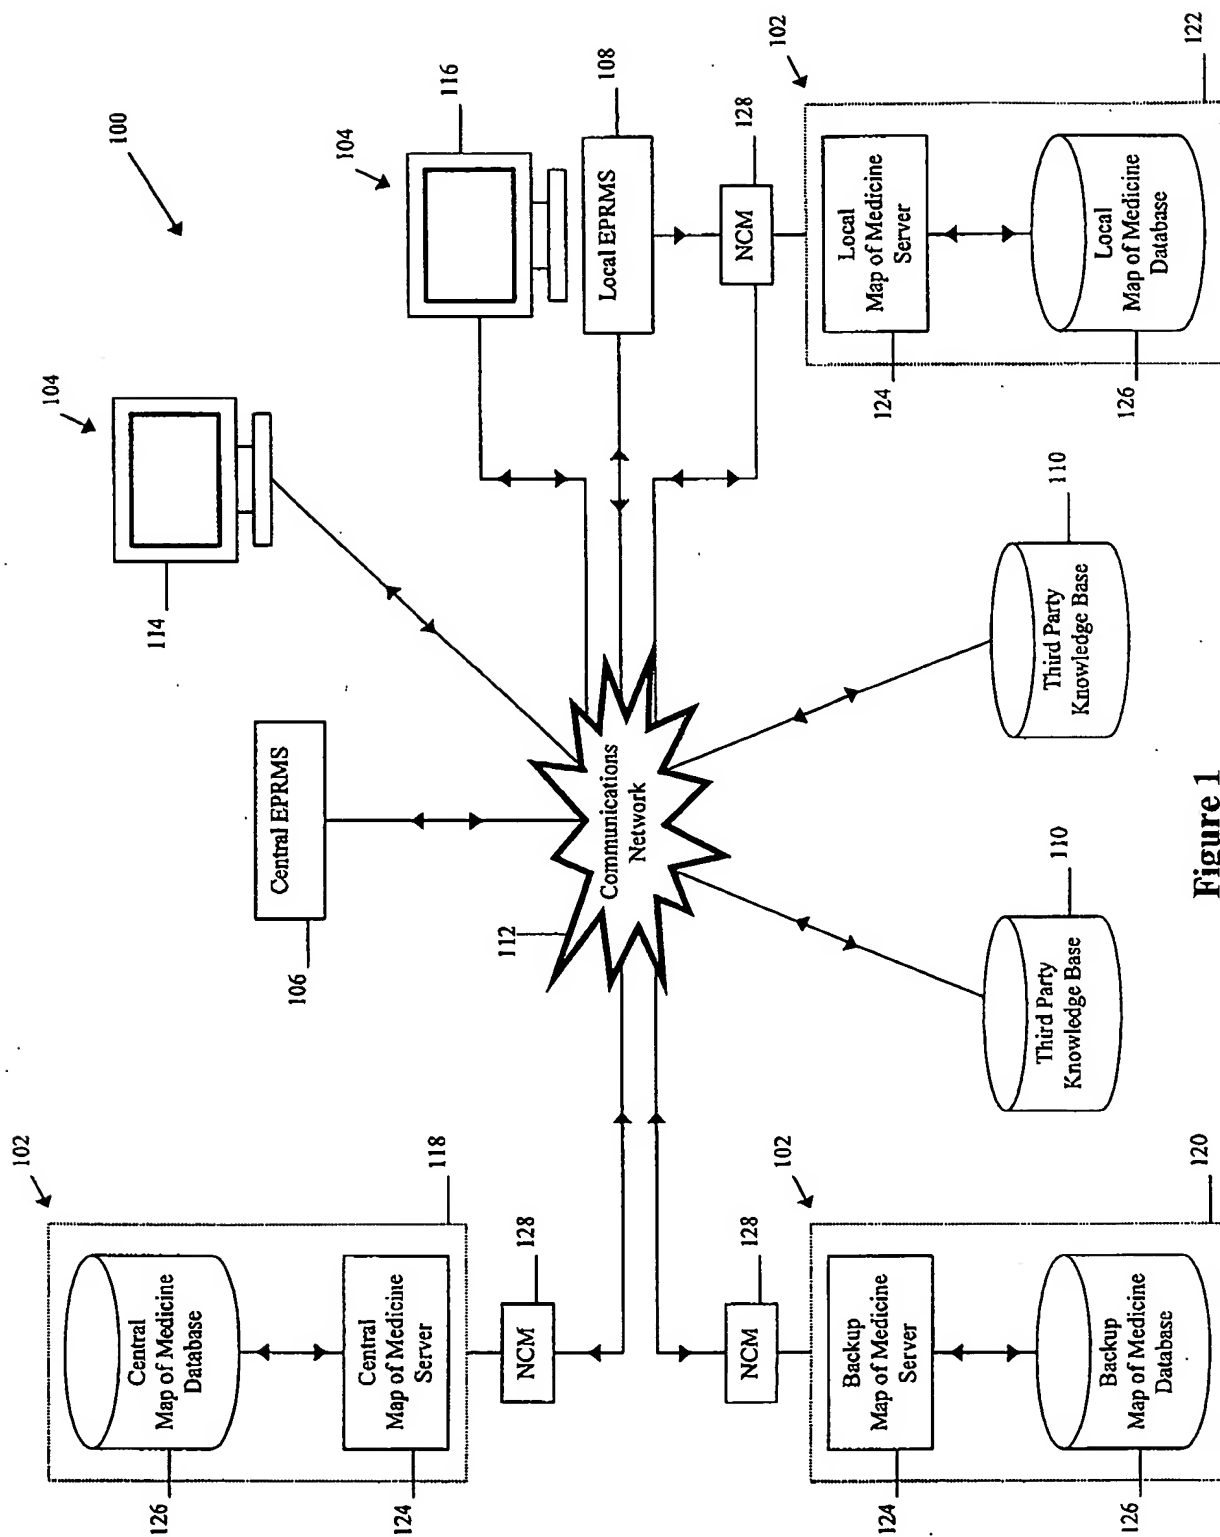 100
102
104
126
Central
Map of Medicine
Database
114
106
Central EPRMS
104
124
Central
Map of Medicine
Server
118
116
NCM
128
112
Communications
Network
Local EPRMS
108
NCM
128
NCM
128
102
102
124
Backup
Map of Medicine
Server
124
Local
Map of Medicine
Server
Third Party
Knowledge Base
110
Third Party
Knowledge Base
110
126
Backup
Map of Medicine
Database
120
126
Local
Map of Medicine
Database
122
Figure 1